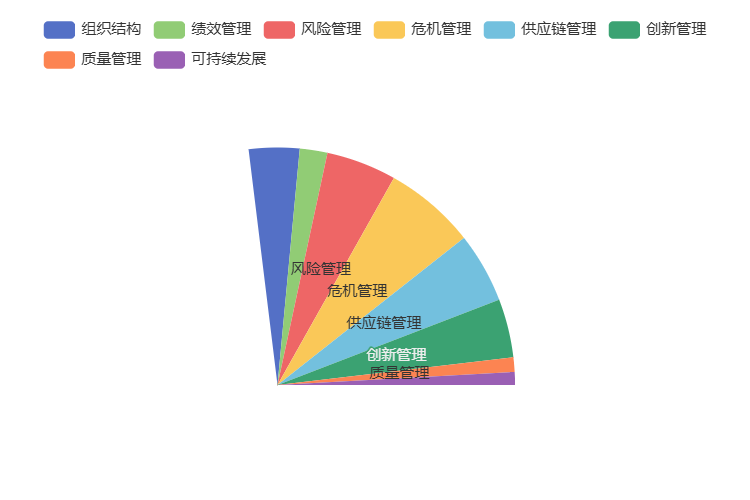 组织结构 绩效管理 风险管理 危机管理 供应链管理 创新管理
质量管理 可持续发展
风险管理
危机管理
供应链管理
创新管理
质量管理